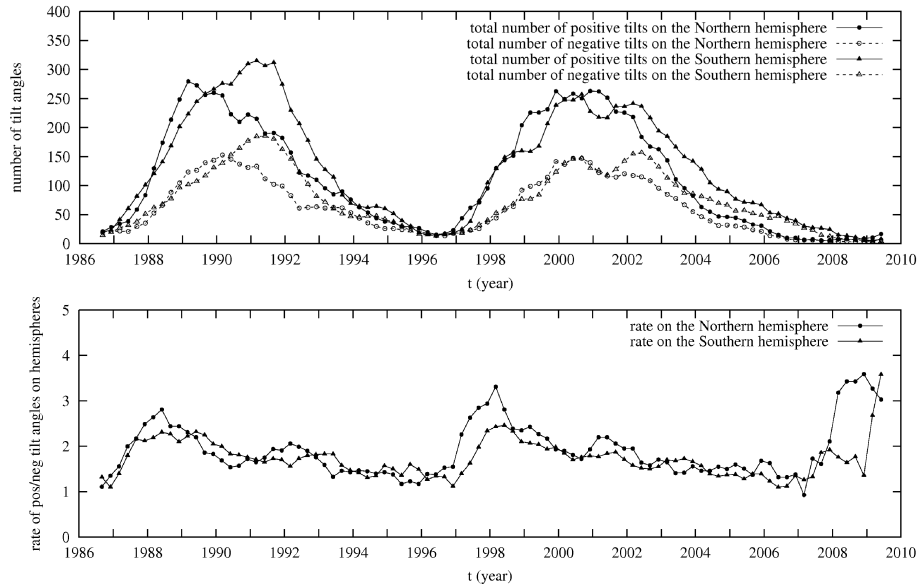 number of tilt angles
400
350
300
250
200
150
100
50
0
total number of positive tilts on the Northern hemisphere
total number of negative tilts on the Northern hemisphere
total number of positive tilts on the Southern hemisphere
total number of negative tilts on the Southern hemisphere
1986 1988 1990 1992 1994 1996 1998 2000 2002 2004 2006 2008 2010
t (year)
rate of pos/neg tilt angles on hemispheres
5
4
3
2
1
0
rate on the Northern hemisphere
rate on the Southern hemisphere
1986 1988 1990 1992 1994 1996 1998 2000 2002 2004 2006 2008 2010
t (year)